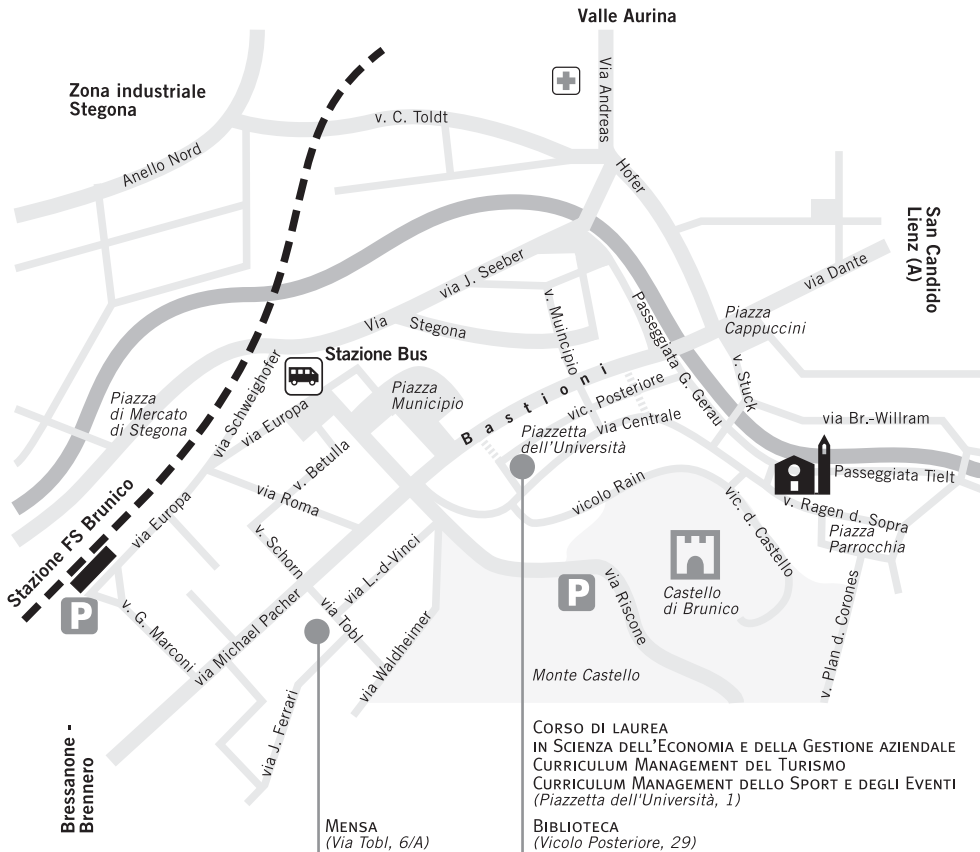 Valle Aurina
Zona industriale
Stegona
Via Andreas
Hofer
v. C. Toldt
Anello Nord
San Candido
Lienz (A)
via J. Seeber
via Dante
v. Muincipio
Passeggiata G. Gerau
Piazza
Cappuccini
Via Stegona
Stazione Bus
Piazza
Municipio
Bastioni
vic. Posteriore
v. Stuck
via Schweighofer
Piazza
di Mercato
di Stegona
via Europa
via Centrale
Piazzetta
dell'Università
via Br.-Willram
v. Betulla
Passeggiata Tielt
via Roma
vicolo Rain
v. Ragen d. Sopra
vic. d. Castello
Piazza
Parrocchia
Stazione FS Brunico
via Europa
v. Schorn
via L.-d-Vinci
P
P
Castello
di Brunico
via Riscone
v. G. Marconi
via Tobl
via Michael Pacher
via Waldheimer
Monte Castello
v. Plan d. Corones
via J. Ferrari
Bressanone -
Brennero
Corso di laurea
in Scienza dell'Economia e della Gestione aziendale
Curriculum Management del Turismo
Curriculum Management dello Sport e degli Eventi
(Piazzetta dell'Università, 1)
Mensa
(Via Tobl, 6/A)
Biblioteca
(Vicolo Posteriore, 29)